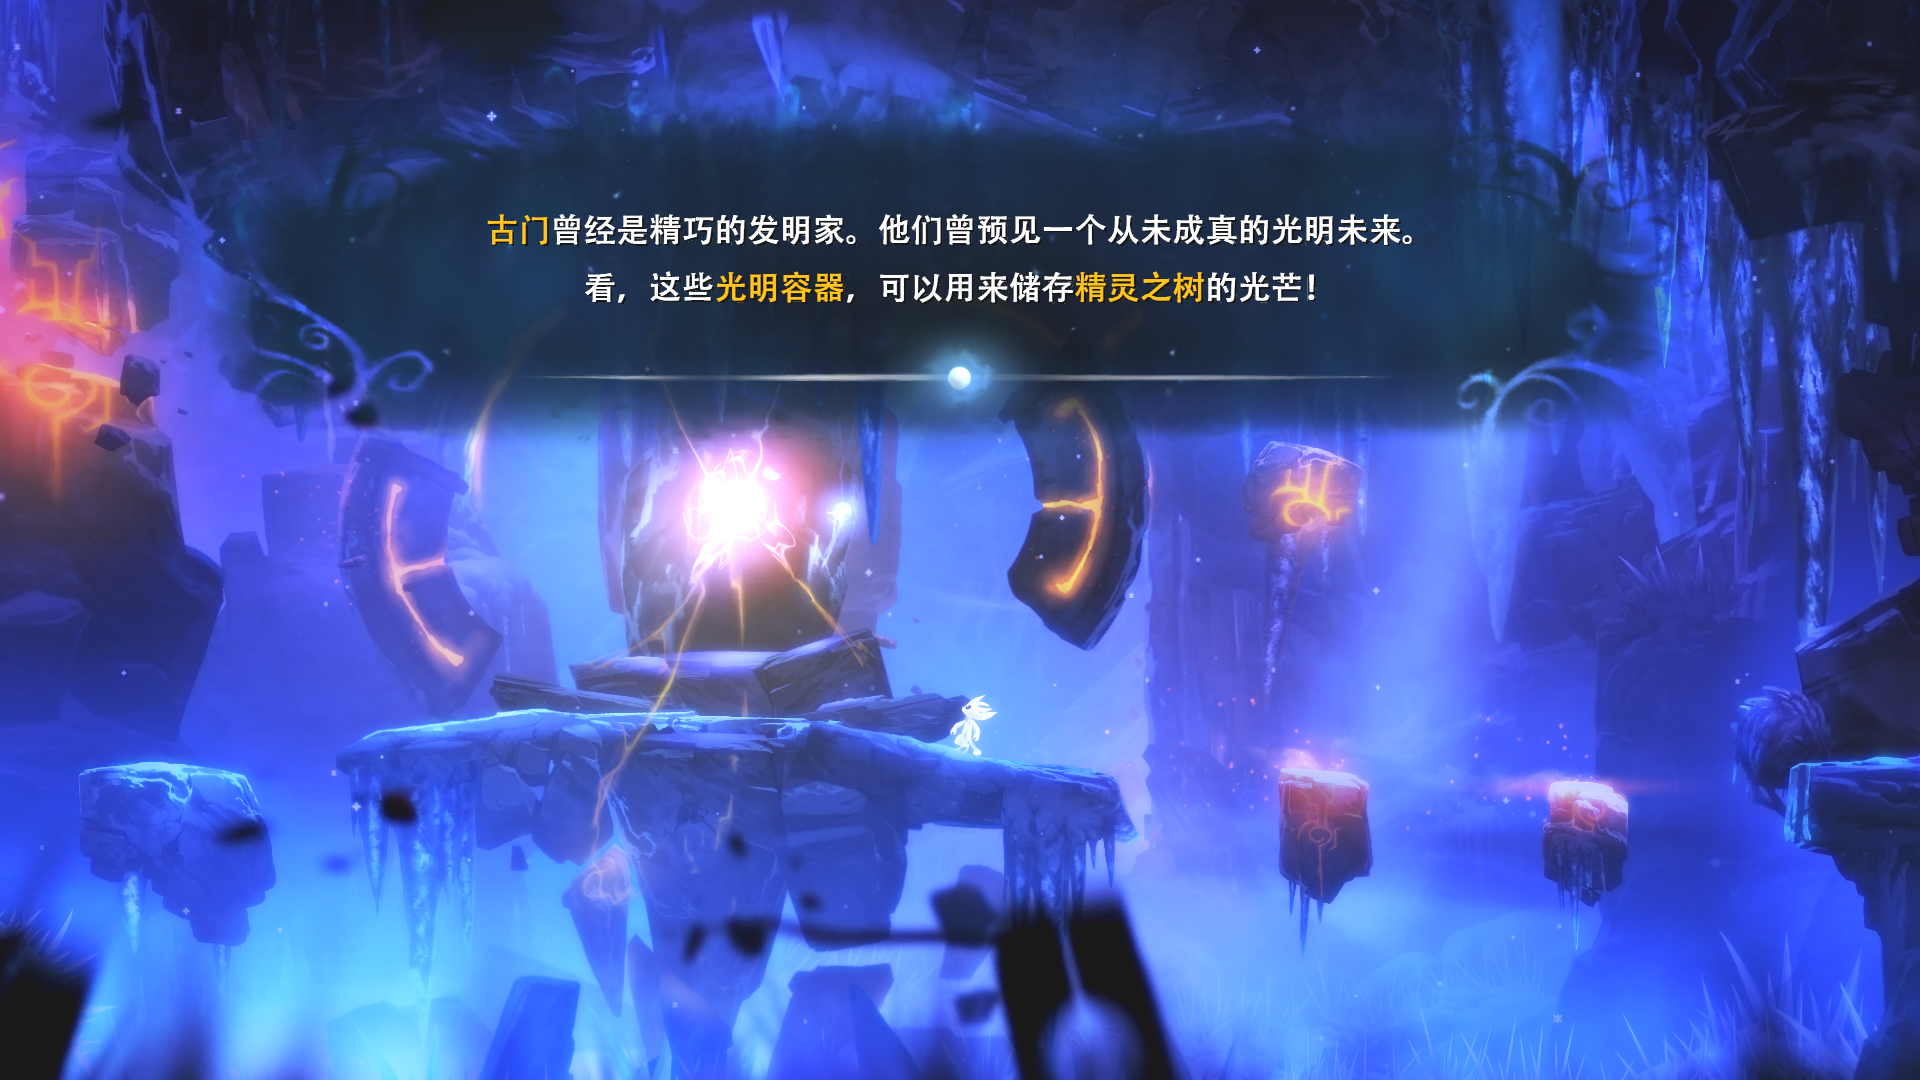 古门曾经是精巧的发明家。他们曾预见一个从未成真的光明未来。
看，这些光明容器，可以用来储存精灵之树的光芒！